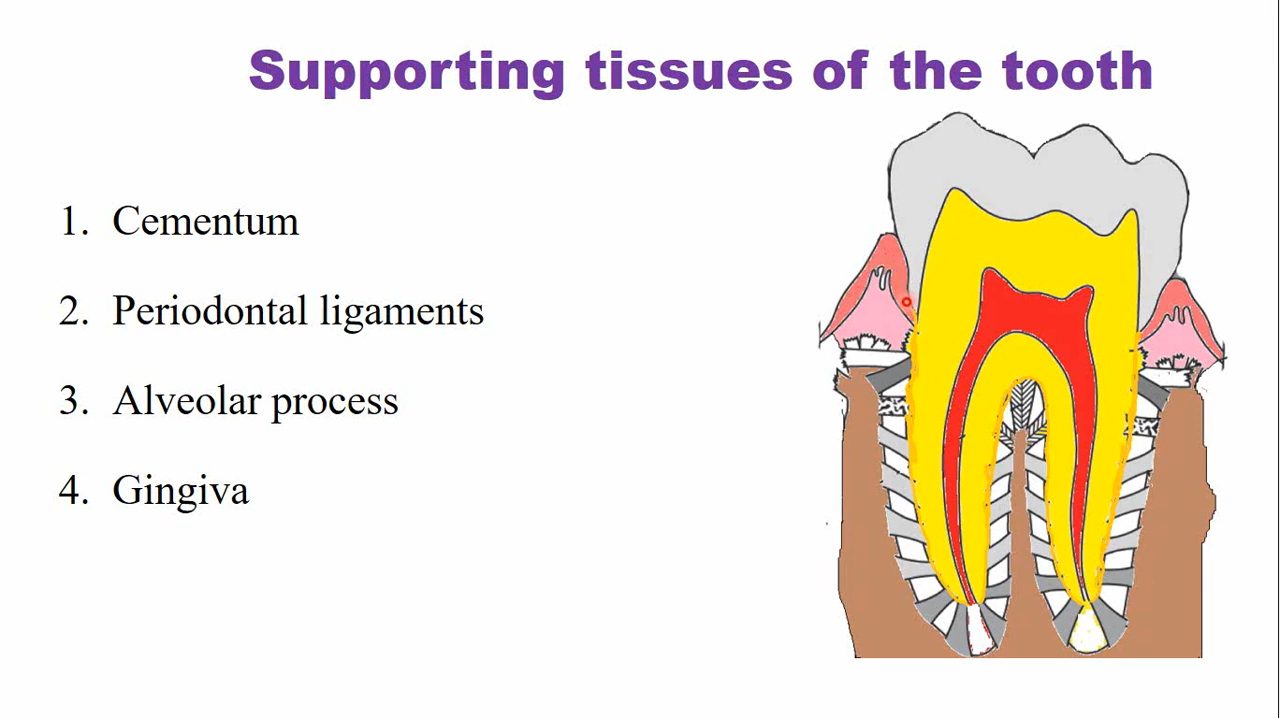 Supporting tissues of the tooth
1. Cementum
2. Periodontal ligaments
3. Alveolar process
4. Gingiva